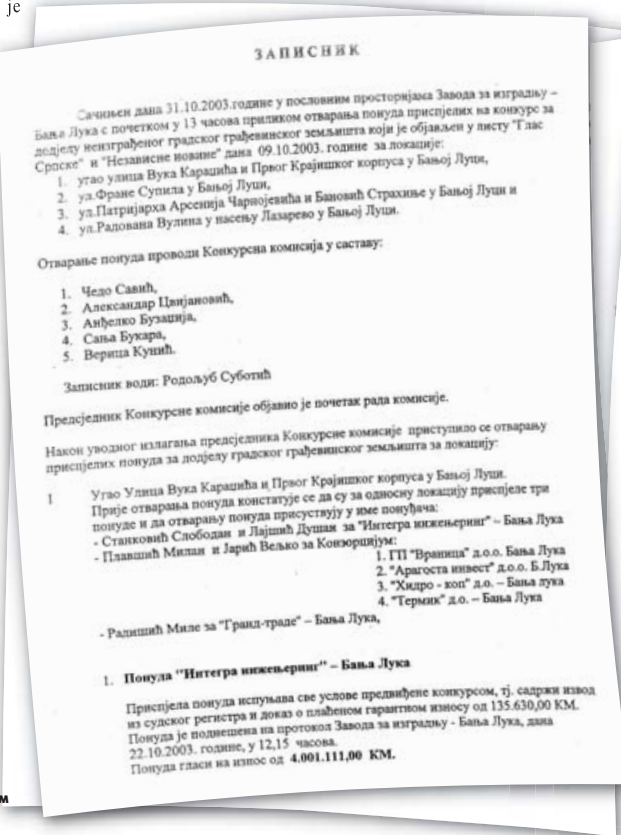 је
ЗАПИСНИК
Сачињен дана 31.10.2003.године у пословним просторијама Завода за изградњу –
Бања Лука с почетком у 13 часова приликом отварања понуда приспјелих на конкурс за
додјелу неизграђеног градског грађевинског земљишта који је објављен у листу "Глас
Српске" и "Независне новине" дана 09.10.2003. године за локације:
1. угао улица Вука Караџића и Првог Крајишког корпуса у Бањој Луци,
2. ул.Фране Супила у Бањој Луци,
3. ул.Патријарха Арсенија Чарнојевића и Бановић Страхиње у Бањој Луци и
4. ул.Радована Вулина у насењу Лазарево у Бањој Луци.
Отварање понуда проводи Конкурсна комисија у саставу:
1. Чедо Савић,
2. Александар Цвијановић,
3. Анђелко Бузаџија,
4. Сања Букара,
5. Верица Кунић.
Записник води: Родољуб Суботић
Предсједник Конкурсне комисије објавио је почетак рада комисије.
Након уводног излагања предсједника Конкурсне комисије приступило се отварању
приспјелих понуда за додјелу градског грађевинског земљишта за локацију:
1 Угао Улица Вука Караџића и Првог Крајишког корпуса у Бањој Луци.
Прије отварања понуда констатује се да су за односну локацију приспјеле три
понуде и да отварању понуда присуствују у име понуђача:
- Станковић Слободан и Лајшић Душан за "Интегра инжењеринг" – Бања Лука
- Плавшић Милан и Јарић Вељко за Конзорцијум:
1. ГП "Враница" д.о.о. Бања Лука
2. "Арагоста инвест" д.о.о. Б.Лука
3. "Хидро - коп" д.о. – Бања лука
4. "Термик" д.о. – Бања Лука
- Радишић Миле за "Гранд-траде" – Бања Лука,
1. Понуда "Интегра инжењеринг" – Бања Лука
Приспјела понуда испуњава све услове предвиђене конкурсом, тј. садржи извод
из судског регистра и доказ о плаћеном гарантном износу од 135.630,00 КМ.
Понуда је поднешена на протокол Завода за изградњу - Бања Лука, дана
22.10.2003. године, у 12,15 часова.
Понуда гласи на износ од 4.001.111,00 КМ.
м